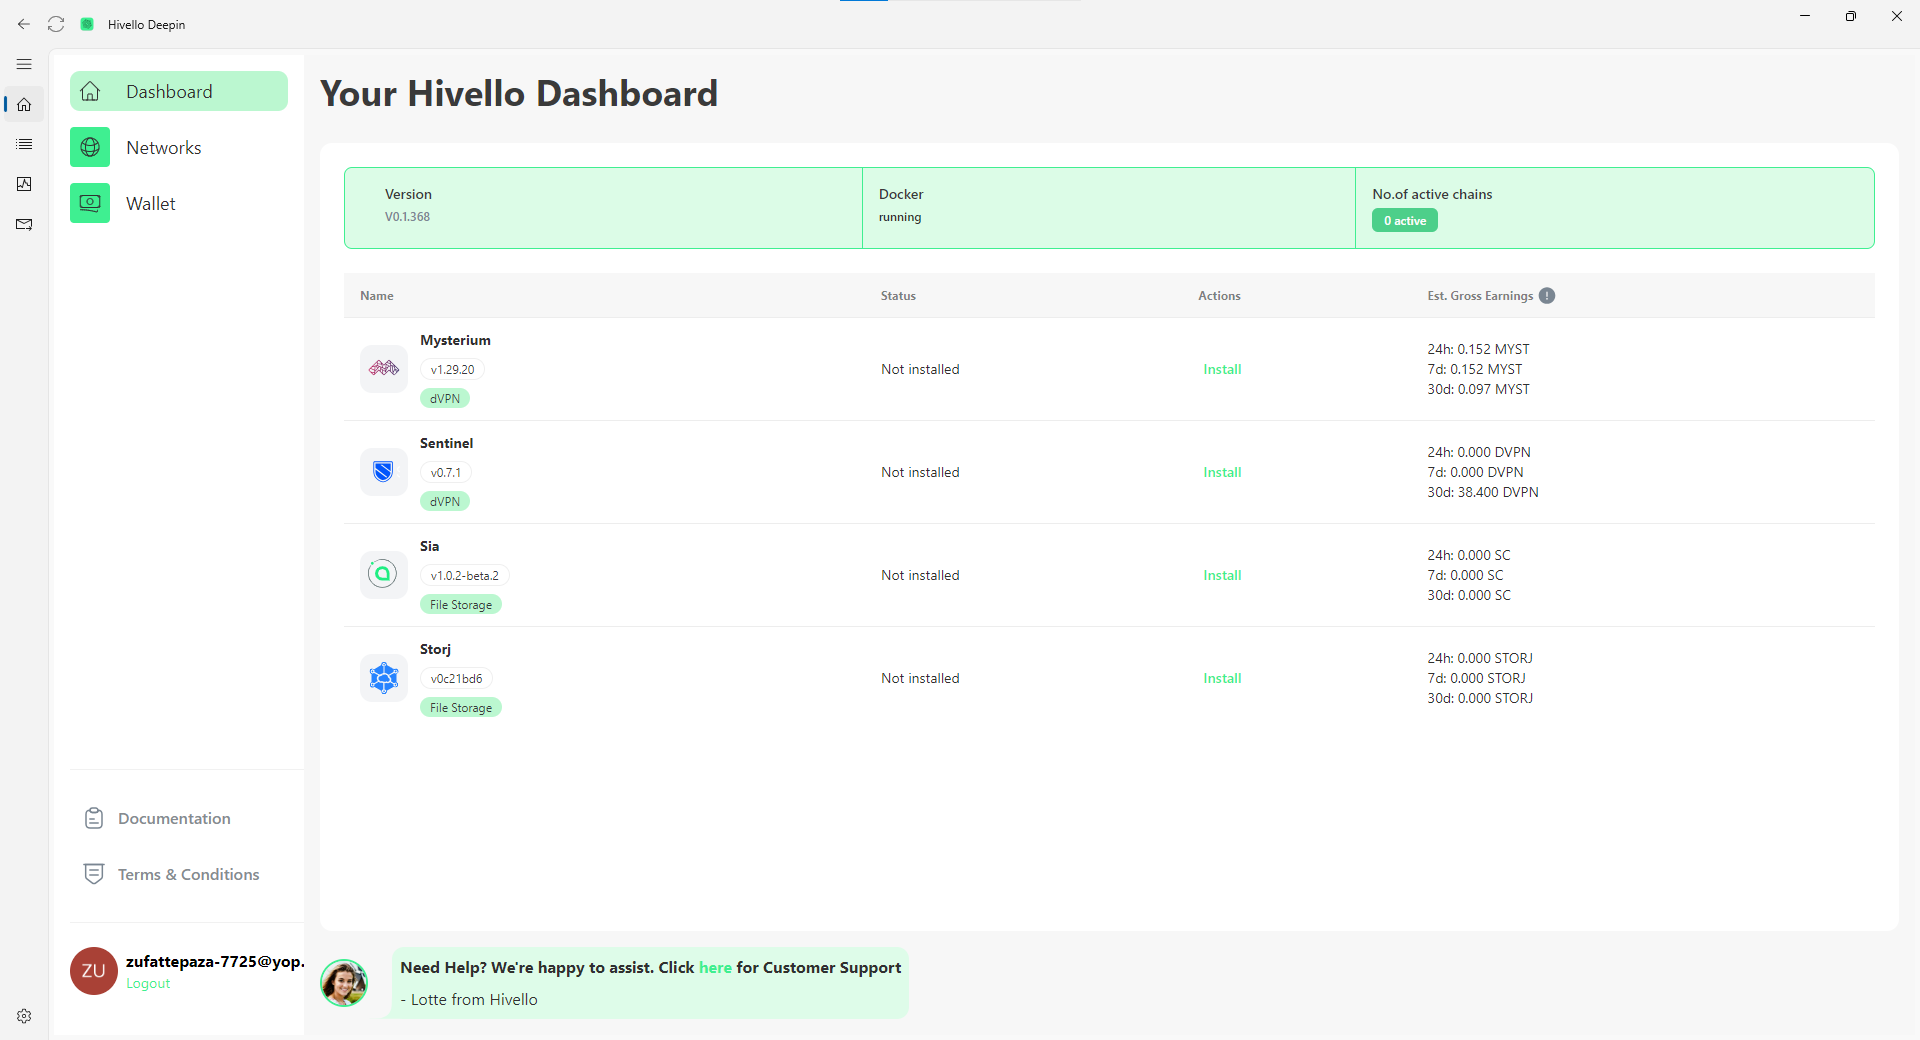 Hivello Deepin
Dashboard
Networks
Wallet
Documentation
Terms & Conditions
ZU
zufattepaza-7725@yop.
Logout
Your Hivello Dashboard
Version
V0.1.368
Docker
running
No.of active chains
0 active
Name
Status
Actions
Est. Gross Earnings
Mysterium
v1.29.20
dVPN
Not installed
Install
24h: 0.152 MYST
7d: 0.152 MYST
30d: 0.097 MYST
Sentinel
v0.7.1
dVPN
Not installed
Install
24h: 0.000 DVPN
7d: 0.000 DVPN
30d: 38.400 DVPN
Sia
v1.0.2-beta.2
File Storage
Not installed
Install
24h: 0.000 SC
7d: 0.000 SC
30d: 0.000 SC
Storj
v0c21bd6
File Storage
Not installed
Install
24h: 0.000 STORJ
7d: 0.000 STORJ
30d: 0.000 STORJ
Need Help? We're happy to assist. Click here for Customer Support
- Lotte from Hivello